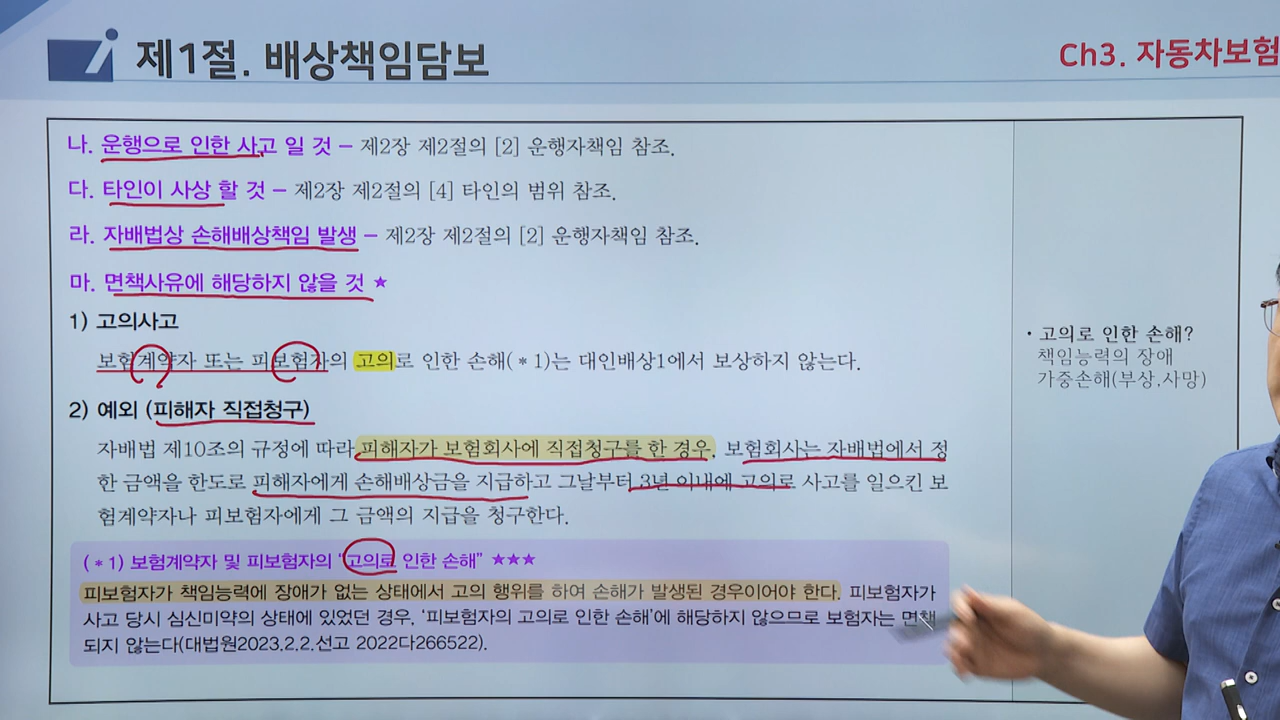 제1절. 배상책임담보
Ch3. 자동차보험
나. 운행으로 인한 사고 일 것 – 제2장 제2절의 [2] 운행자책임 참조.
다. 타인이 사상 할 것 – 제2장 제2절의 [4] 타인의 범위 참조.
라. 자배법상 손해배상책임 발생 – 제2장 제2절의 [2] 운행자책임 참조.
마. 면책사유에 해당하지 않을 것 ★
1) 고의사고
보험계약자 또는 피보험자의 고의로 인한 손해(*1)는 대인배상1에서 보상하지 않는다.
2) 예외 (피해자 직접청구)
자배법 제10조의 규정에 따라 피해자가 보험회사에 직접청구를 한 경우, 보험회사는 자배법에서 정
한 금액을 한도로 피해자에게 손해배상금을 지급하고 그날부터 3년 이내에 고의로 사고를 일으킨 보
험계약자나 피보험자에게 그 금액의 지급을 청구한다.
(*1) 보험계약자 및 피보험자의 "고의로 인한 손해" ★★★
피보험자가 책임능력에 장애가 없는 상태에서 고의 행위를 하여 손해가 발생된 경우이어야 한다. 피보험자가
사고 당시 심신미약의 상태에 있었던 경우, '피보험자의 고의로 인한 손해'에 해당하지 않으므로 보험자는 면책
되지 않는다(대법원2023.2.2.선고 2022다266522).
· 고의로 인한 손해?
책임능력의 장애
가중손해(부상.사망)